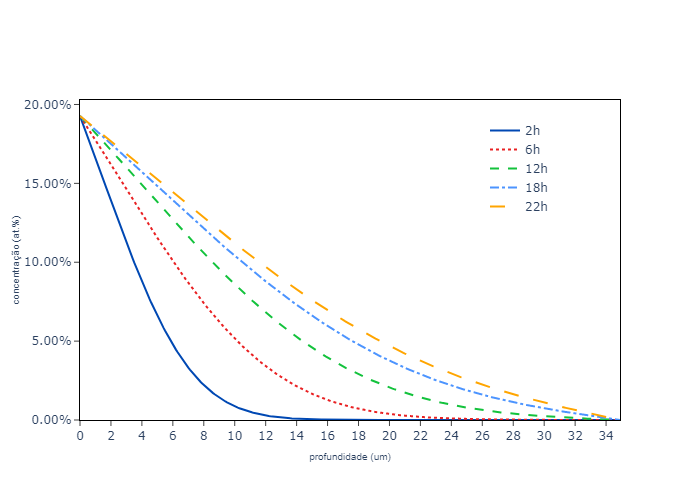 20.00%
15.00%
10.00%
5.00%
0.00%
concentração (at.%)
0 2 4 6 8 10 12 14 16 18 20 22 24 26 28 30 32 34
profundidade (um)
2h
6h
12h
18h
22h